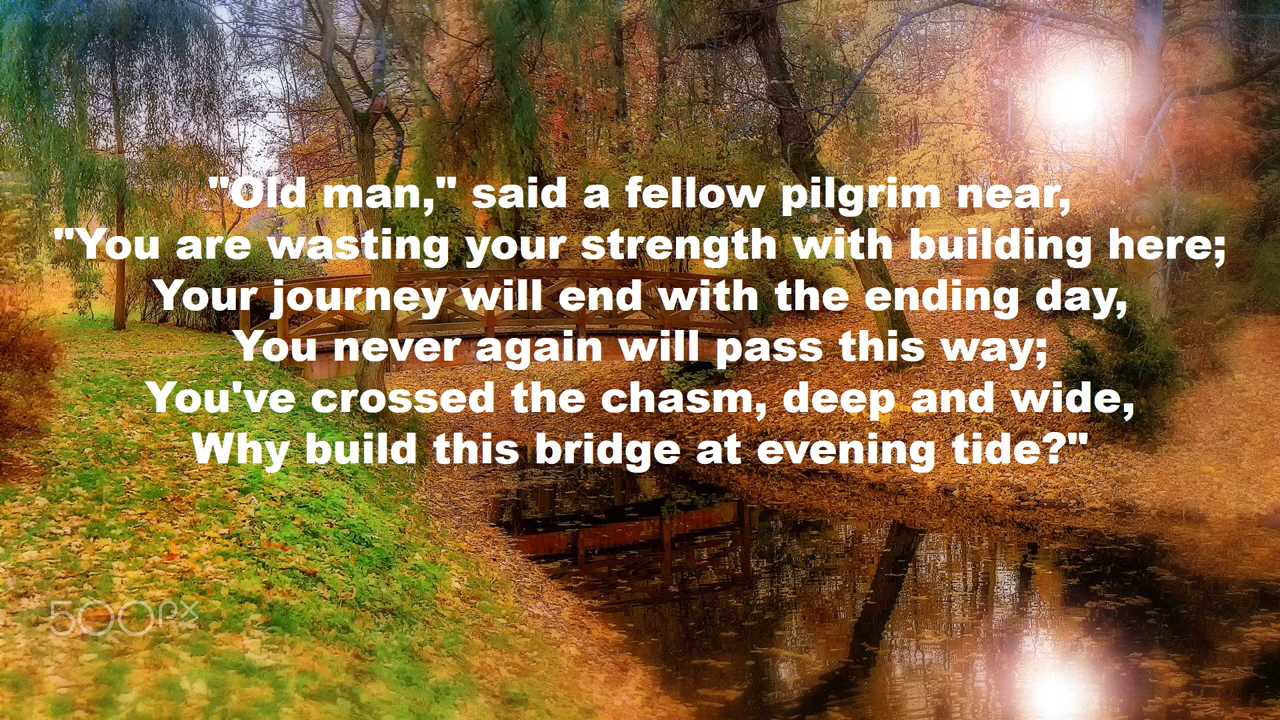 "Old man," said a fellow pilgrim near,
"You are wasting your strength with building here;
Your journey will end with the ending day,
You never again will pass this way;
You've crossed the chasm, deep and wide,
Why build this bridge at evening tide?"
500px